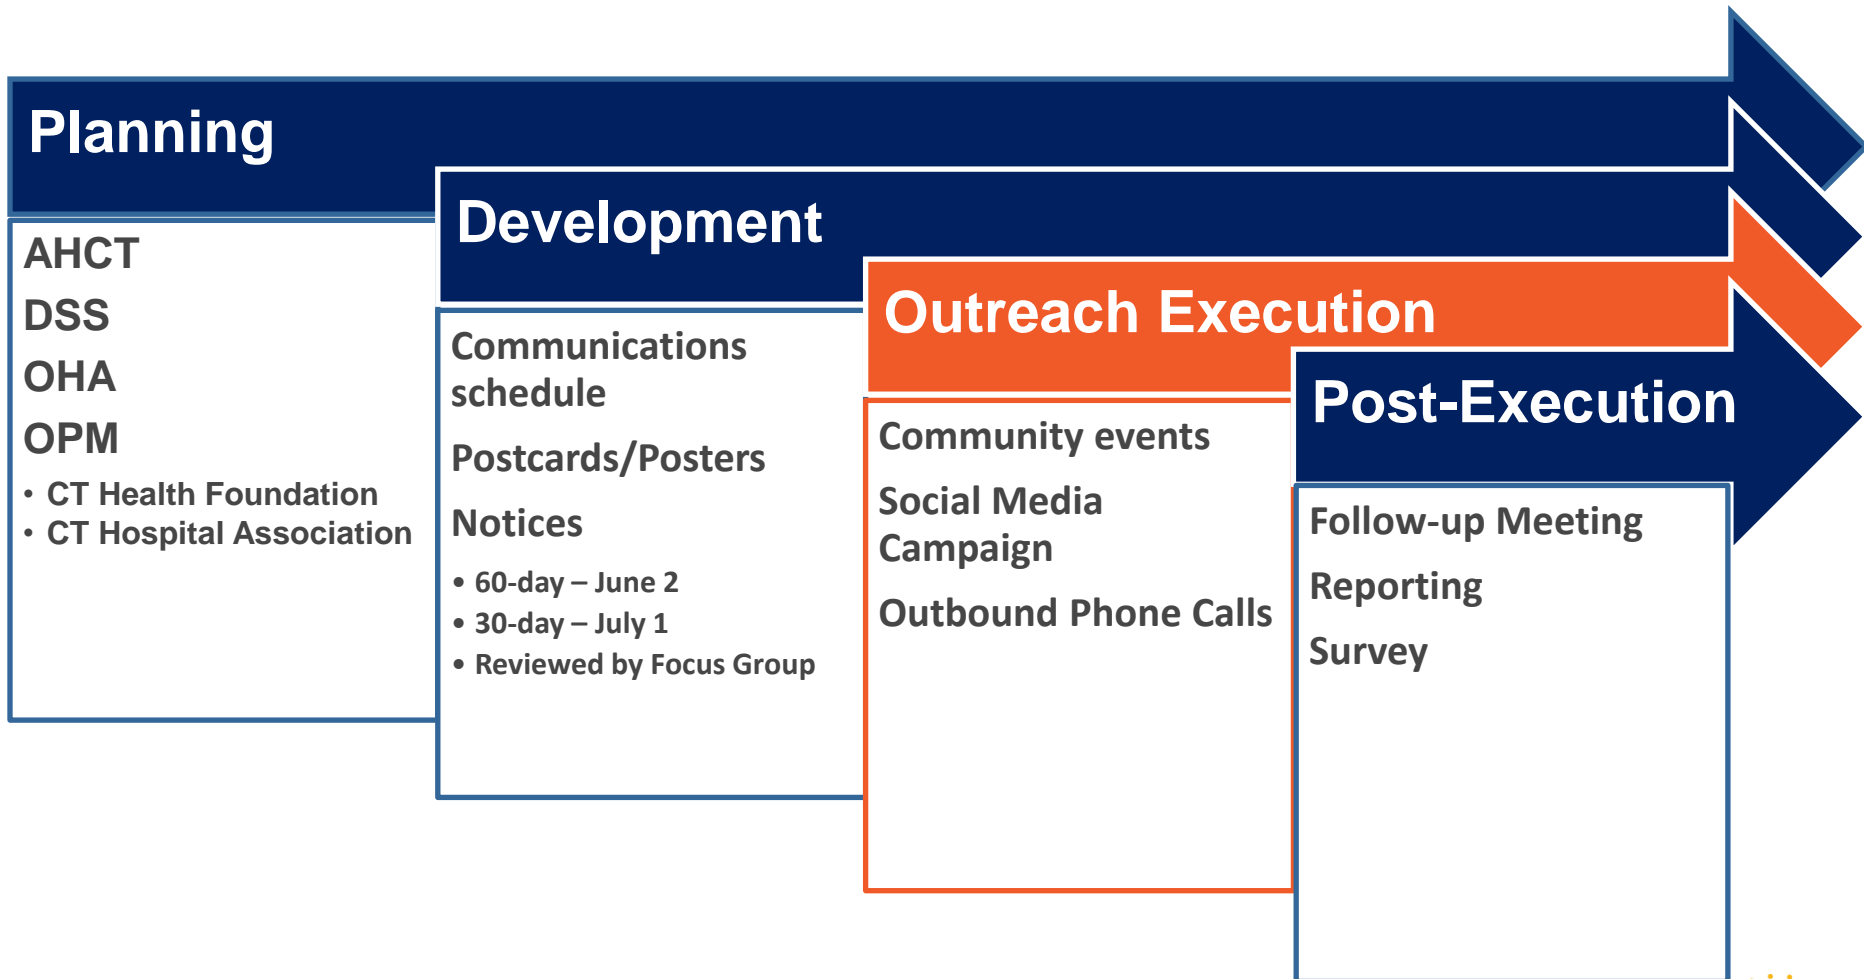 Planning
AHCT
DSS
OHA
OPM
• CT Health Foundation
• CT Hospital Association
Development
Communications
schedule
Postcards/Posters
Notices
• 60-day – June 2
• 30-day – July 1
• Reviewed by Focus Group
Outreach Execution
Community events
Social Media
Campaign
Outbound Phone Calls
Post-Execution
Follow-up Meeting
Reporting
Survey